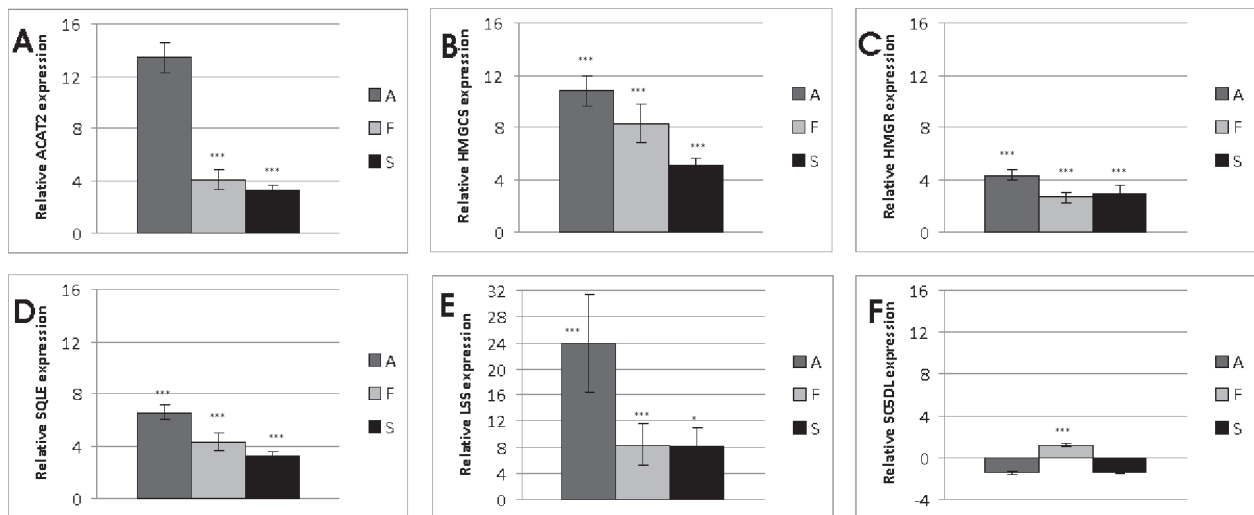 A
Relative ACAT2 expression
16
12
8
4
0
*** ***
A
F
S
B
Relative HMGCS expression
16
12
8
4
0
*** *** ***
A
F
S
C
Relative HMGR expression
16
12
8
4
0
*** *** ***
A
F
S
D
Relative SQLE expression
16
12
8
4
0
*** *** ***
A
F
S
E
Relative LSS expression
32
28
24
20
16
12
8
4
0
*** *** *
A
F
S
F
Relative SC5DL expression
16
12
8
4
0
-4
***
A
F
S